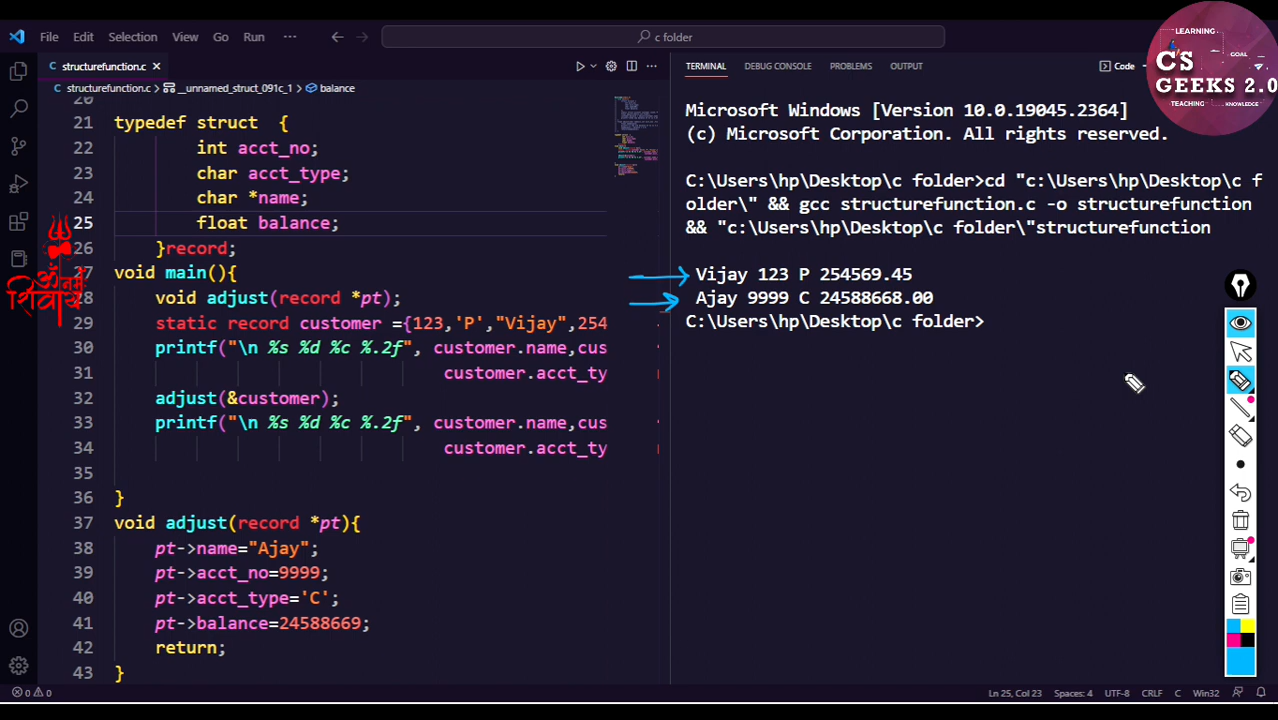 File Edit Selection View Go Run ··· c folder
LEARNING
GOAL
CS
GEEKS 2.0
TEACHING KNOWLEDGE
structurefunction.c
TERMINAL DEBUG CONSOLE PROBLEMS OUTPUT Code
structurefunction.c > __unnamed_struct_091c_1 > balance
20
21 typedef struct {
22 int acct_no;
23 char acct_type;
24 char *name;
25 float balance;
26 }record;
27 void main(){
28 void adjust(record *pt);
29 static record customer ={123,'P',"Vijay",254
30 printf("\n %s %d %c %.2f", customer.name,cus
31 customer.acct_ty
32 adjust(&customer);
33 printf("\n %s %d %c %.2f", customer.name,cus
34 customer.acct_ty
35
36 }
37 void adjust(record *pt){
38 pt->name="Ajay";
39 pt->acct_no=9999;
40 pt->acct_type='C';
41 pt->balance=24588669;
42 return;
43 }
Microsoft Windows [Version 10.0.19045.2364]
(c) Microsoft Corporation. All rights reserved.
C:\Users\hp\Desktop\c folder>cd "c:\Users\hp\Desktop\c f
older\" && gcc structurefunction.c -o structurefunction
&& "c:\Users\hp\Desktop\c folder\"structurefunction
Vijay 123 P 254569.45
Ajay 9999 C 24588668.00
C:\Users\hp\Desktop\c folder>
ॐ नमः
शिवाय
0 0 Ln 25, Col 23 Spaces: 4 UTF-8 CRLF C Win32